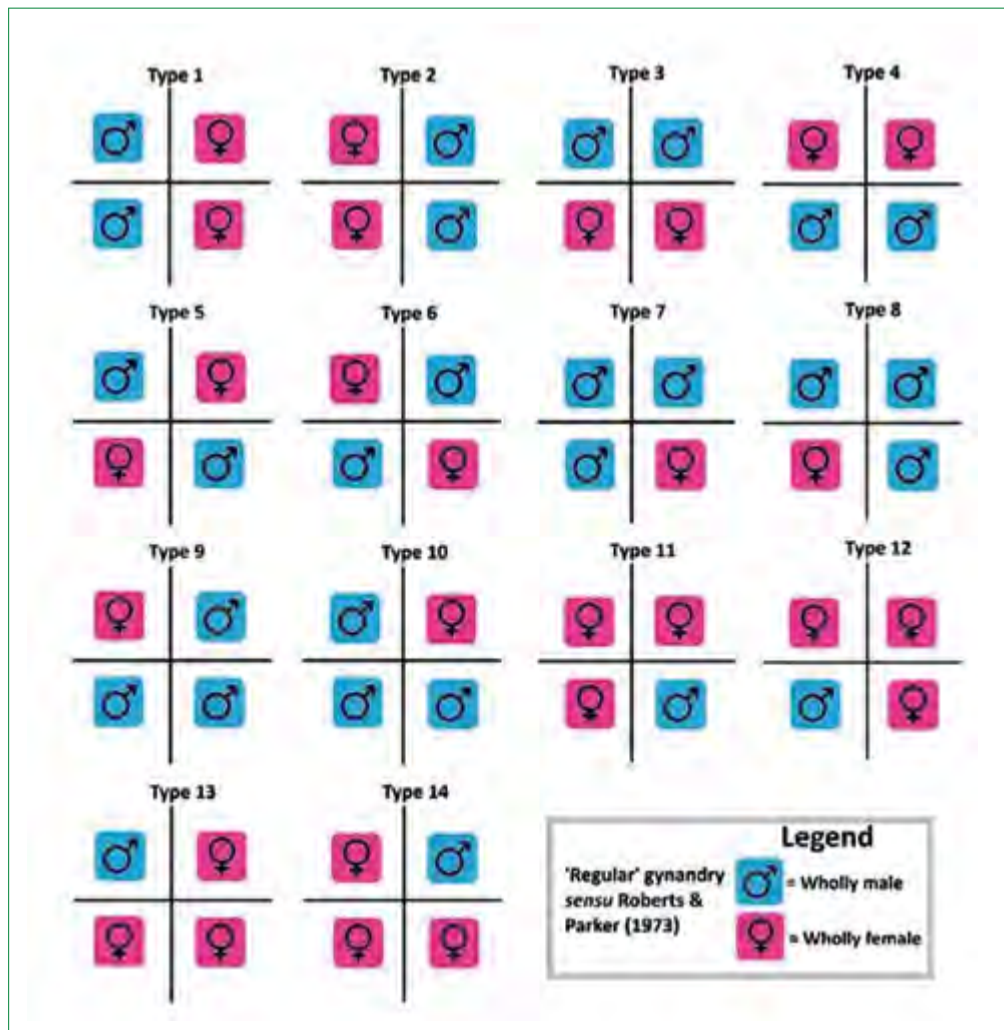 Type 1
Type 2
Type 3
Type 4
Type 5
Type 6
Type 7
Type 8
Type 9
Type 10
Type 11
Type 12
Type 13
Type 14
Legend
'Regular' gynandry
sensu Roberts &
Parker (1973)
♂ = Wholly male
♀ = Wholly female